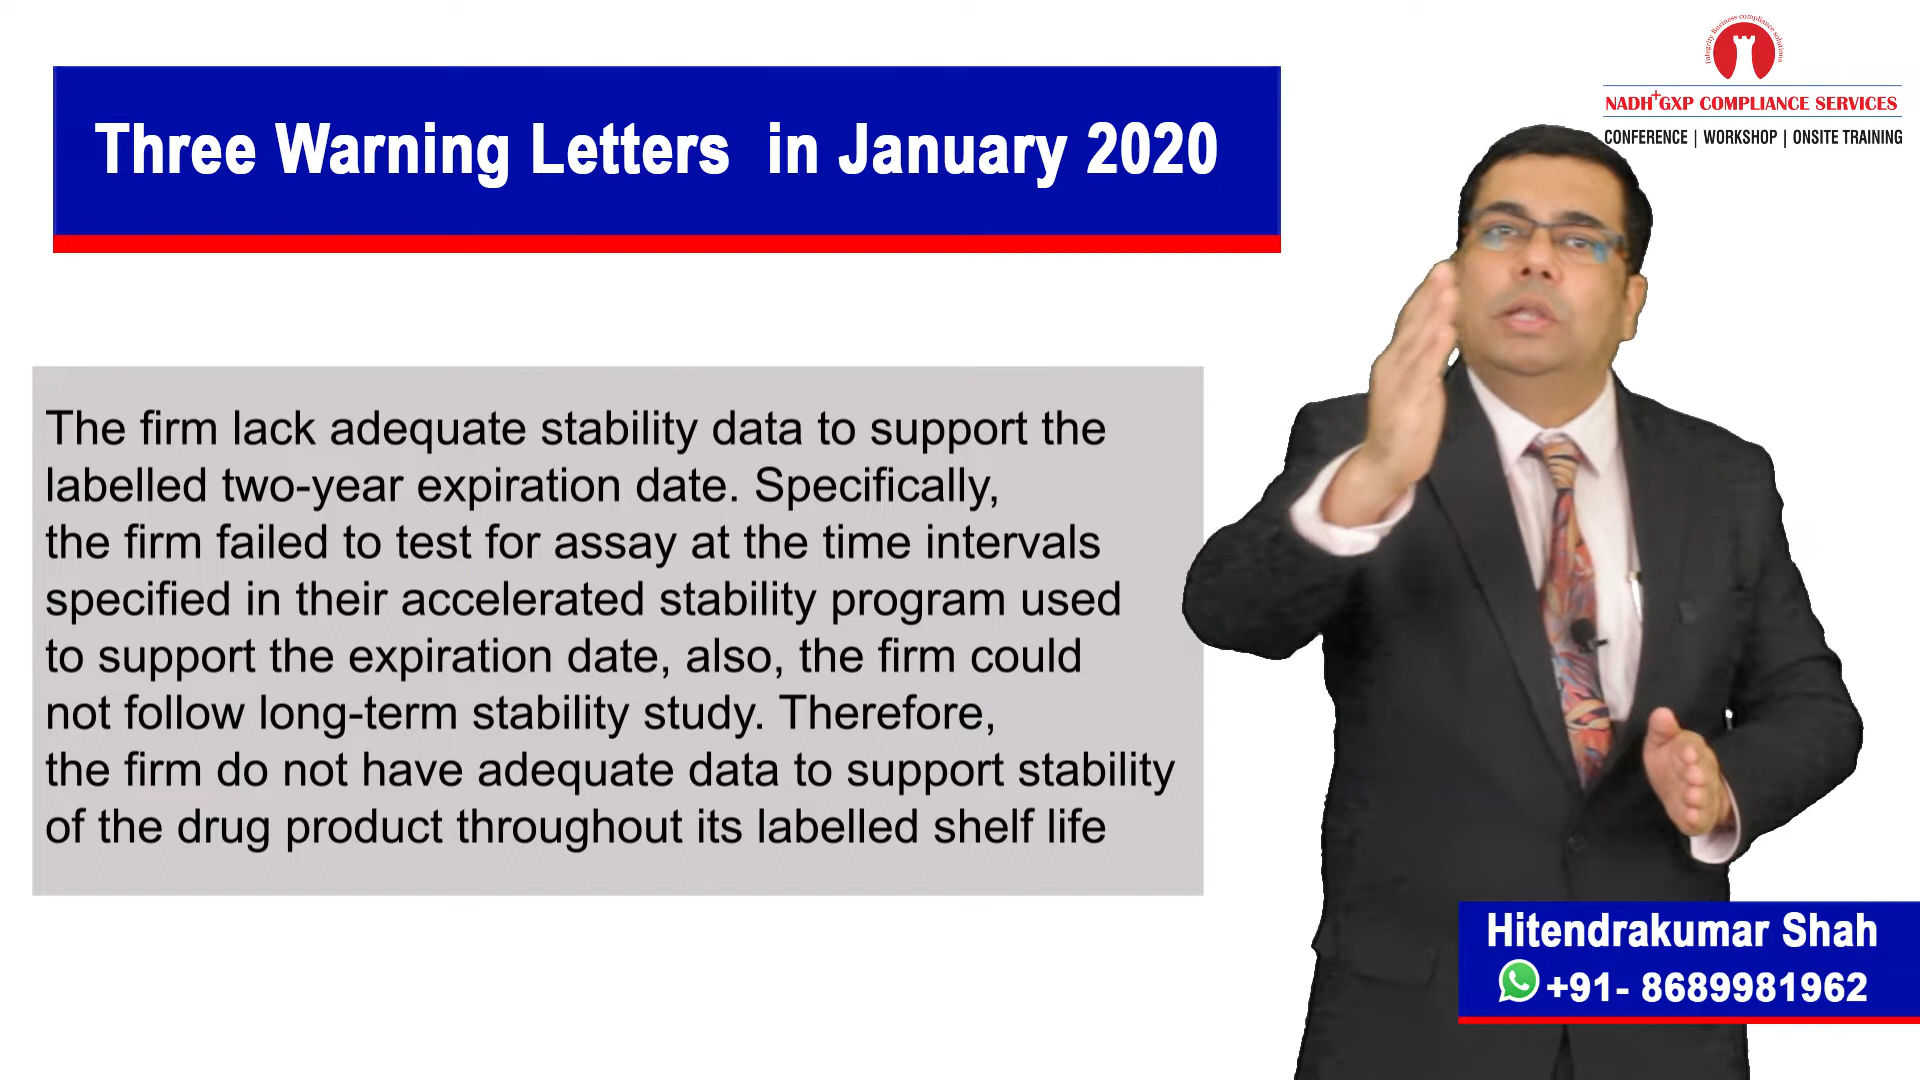 Integrity Business compliance solutions
NADH+GXP COMPLIANCE SERVICES
CONFERENCE | WORKSHOP | ONSITE TRAINING
Three Warning Letters in January 2020
The firm lack adequate stability data to support the
labelled two-year expiration date. Specifically,
the firm failed to test for assay at the time intervals
specified in their accelerated stability program used
to support the expiration date, also, the firm could
not follow long-term stability study. Therefore,
the firm do not have adequate data to support stability
of the drug product throughout its labelled shelf life
Hitendrakumar Shah
+91- 8689981962